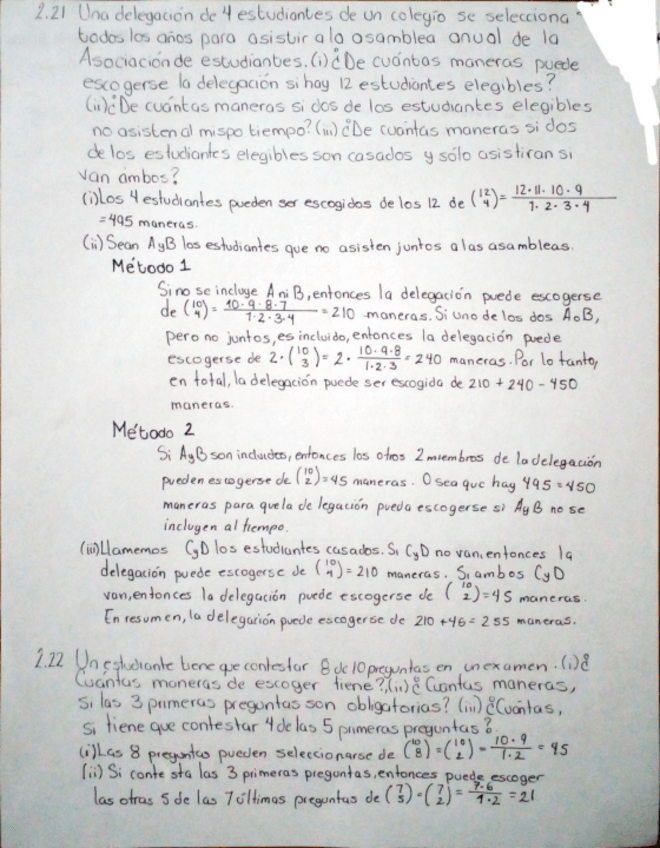 2.21 Una delegación de 4 estudiantes de un colegio se selecciona
todos los años para asistir a la asamblea anual de la
Asociación de estudiantes. (i) ¿De cuántas maneras puede
escogerse la delegación si hay 12 estudiantes elegibles?
(ii) ¿De cuántas maneras si dos de los estudiantes elegibles
no asisten al mispo tiempo? (iii) ¿De cuántas maneras si dos
de los estudiantes elegibles son casados y sólo asistiran si
van ambos?
(i) Los 4 estudiantes pueden ser escogidos de los 12 de (12/4) = 12·11·10·9 / 1·2·3·4
= 495 maneras.
(ii) Sean A y B los estudiantes que no asisten juntos a las asambleas.
Método 1
Si no se incluye A ni B, entonces la delegación puede escogerse
de (10/4) = 10·9·8·7 / 1·2·3·4 = 210 maneras. Si uno de los dos A o B,
pero no juntos, es incluido, entonces la delegación puede
escogerse de 2·(10/3) = 2· 10·9·8 / 1·2·3 = 240 maneras. Por lo tanto,
en total, la delegación puede ser escogida de 210 + 240 - 450
maneras.
Método 2
Si A y B son incluidos, entonces los otros 2 miembros de la delegación
pueden escogerse de (10/2) = 45 maneras. O sea que hay 495 = 450
maneras para que la de legación pueda escogerse si A y B no se
incluyen al tiempo.
(iii) Llamemos C y D los estudiantes casados. Si C y D no van, entonces la
delegación puede escogerse de (10/4) = 210 maneras. Si ambos C y D
van, entonces la delegación puede escogerse de (10/2) = 45 maneras.
En resumen, la delegación puede escogerse de 210 + 46 = 255 maneras.
2.22 Un estudiante tiene que contestar 8 de 10 preguntas en un examen. (i) ¿
Cuántas maneras de escoger tiene? (ii) ¿Cuantas maneras,
si las 3 primeras preguntas son obligatorias? (iii) ¿Cuántas,
si tiene que contestar 4 de las 5 primeras preguntas?
(i) Las 8 preguntas pueden seleccionarse de (10/8) = (10/2) = 10·9 / 1·2 = 45
(ii) Si conte sta las 3 primeras preguntas, entonces puede escoger
las otras 5 de las 7 últimas preguntas de (7/5) = (7/2) = 7·6 / 1·2 = 21